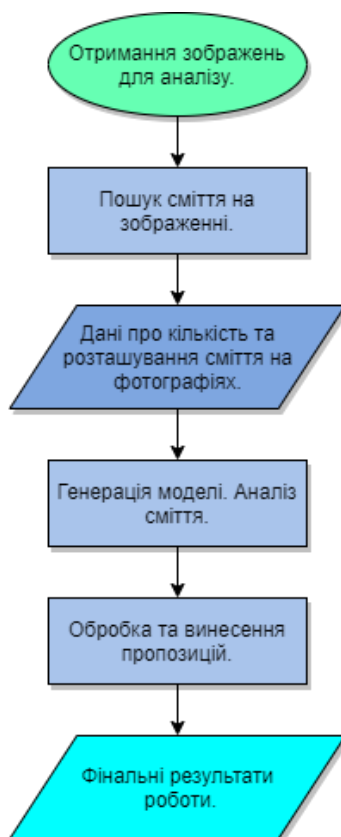 Отримання зображень
для аналізу.
Пошук сміття на
зображенні.
Дані про кількість та
розташування сміття на
фотографіях.
Генерація моделі. Аналіз
сміття.
Обробка та винесення
пропозицій.
Фінальні результати
роботи.